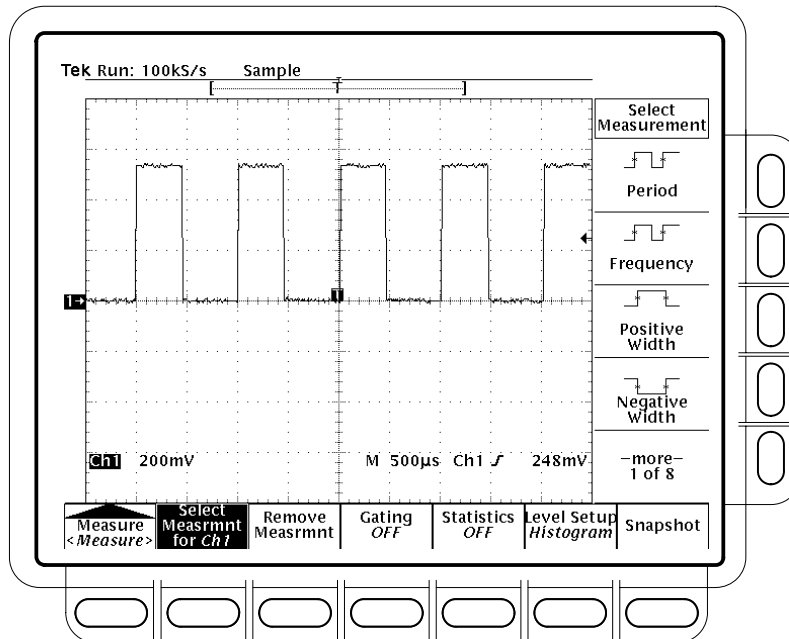 Tek Run: 100kS/s Sample
[ T ]
Select
Measurement
Period
Frequency
Positive
Width
Negative
Width
–more–
1 of 8
1
T
Ch1 200mV M 500µs Ch1 248mV
Measure
<Measure>
Select
Measrmnt
for Ch1
Remove
Measrmnt
Gating
OFF
Statistics
OFF
Level Setup
Histogram
Snapshot